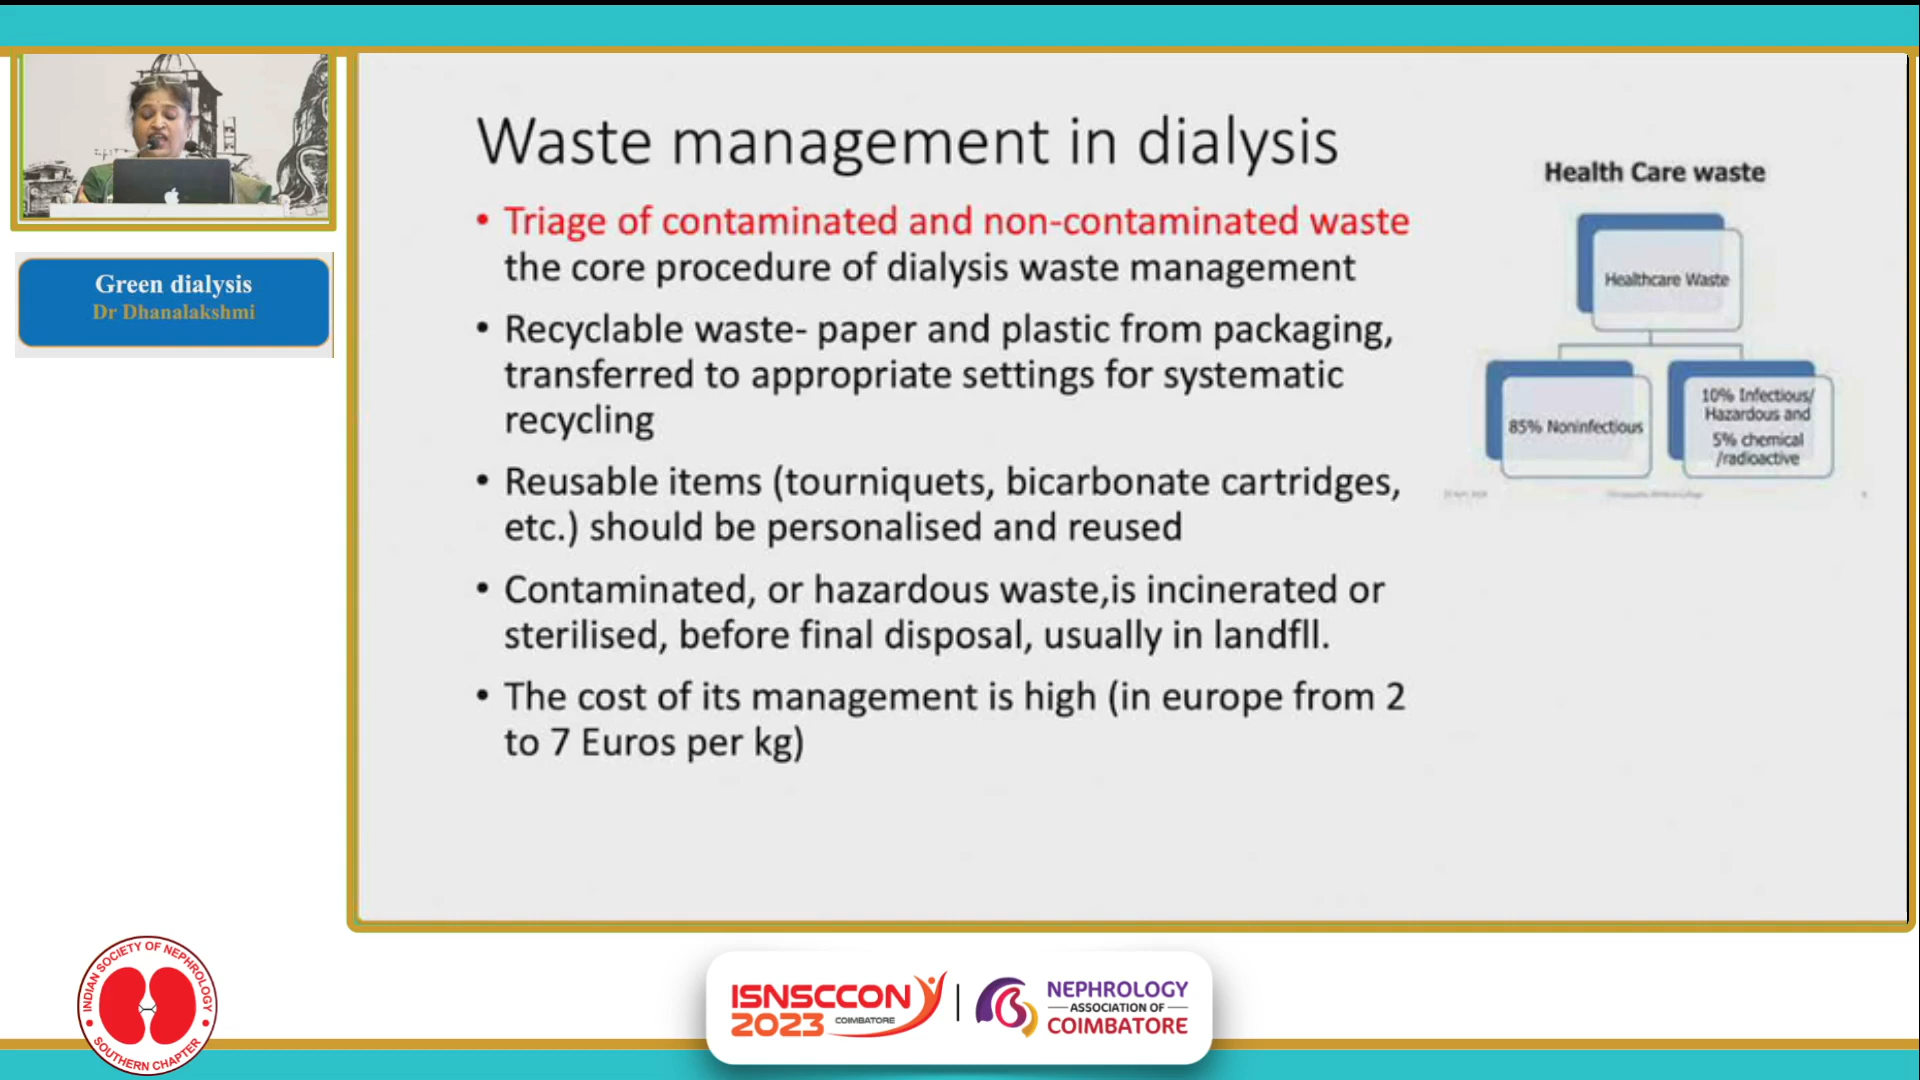 Green dialysis
Dr Dhanalakshmi
Waste management in dialysis
• Triage of contaminated and non-contaminated waste
the core procedure of dialysis waste management
• Recyclable waste- paper and plastic from packaging,
transferred to appropriate settings for systematic
recycling
• Reusable items (tourniquets, bicarbonate cartridges,
etc.) should be personalised and reused
• Contaminated, or hazardous waste,is incinerated or
sterilised, before final disposal, usually in landfll.
• The cost of its management is high (in europe from 2
to 7 Euros per kg)
Health Care waste
Healthcare Waste
85% Noninfectious
10% Infectious/
Hazardous and
5% chemical
/radioactive
INDIAN SOCIETY OF NEPHROLOGY
SOUTHERN CHAPTER
ISNSCCON
2023 COIMBATORE
NEPHROLOGY
ASSOCIATION OF
COIMBATORE